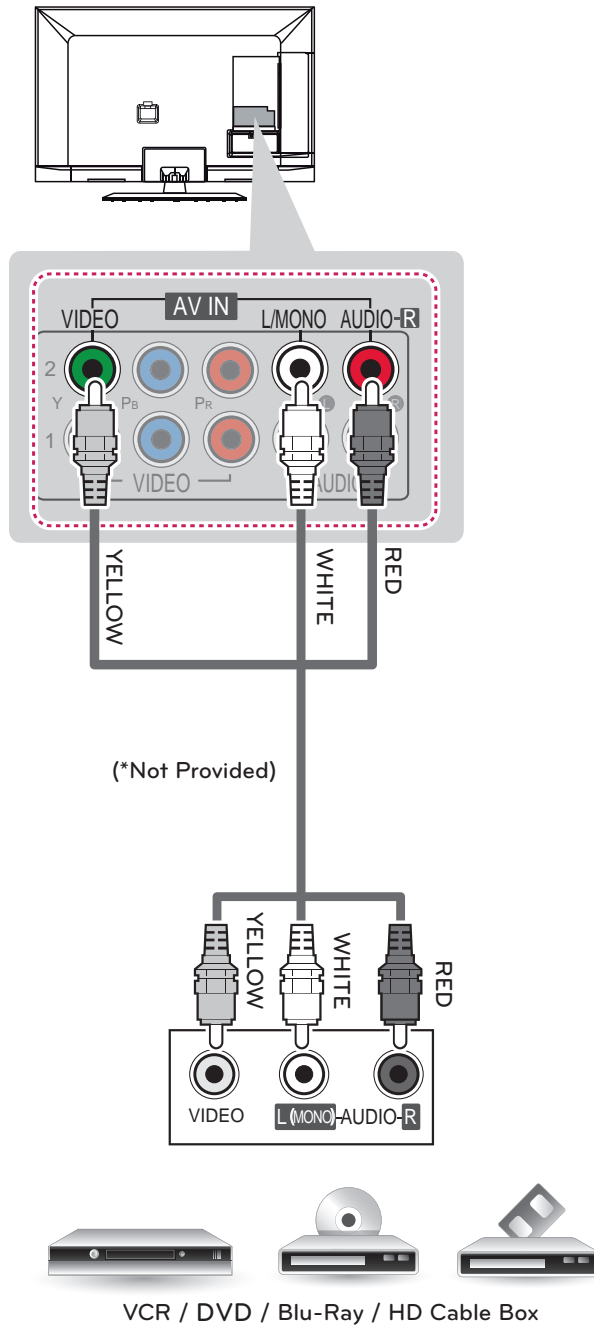 AV IN
VIDEO L/MONO AUDIO-R
2
Y PB PR L R
1
VIDEO
YELLOW
WHITE
RED
(*Not Provided)
YELLOW
WHITE
RED
VIDEO L(MONO)-AUDIO-R
VCR / DVD / Blu-Ray / HD Cable Box